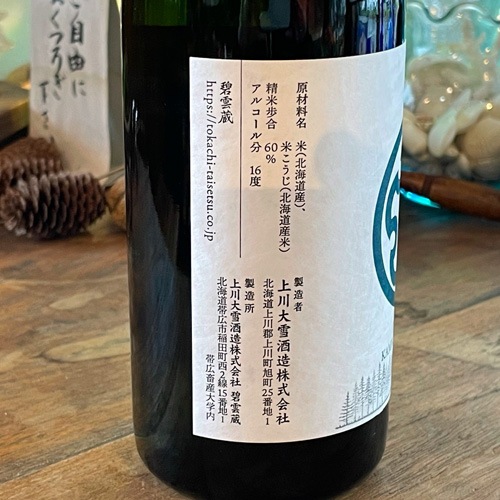 原材料名 米(北海道産)、
米こうじ(北海道産米)
精米歩合 60%
アルコール分 16度
碧雲蔵
https://tokachi-taisetsu.co.jp
製造者
上川大雪酒造株式会社
北海道上川郡上川町旭町25番地1
製造所
上川大雪酒造株式会社 碧雲蔵
北海道帯広市稲田町西2線15番地1
帯広畜産大学内
ご自由に
おくつろぎ
下さい